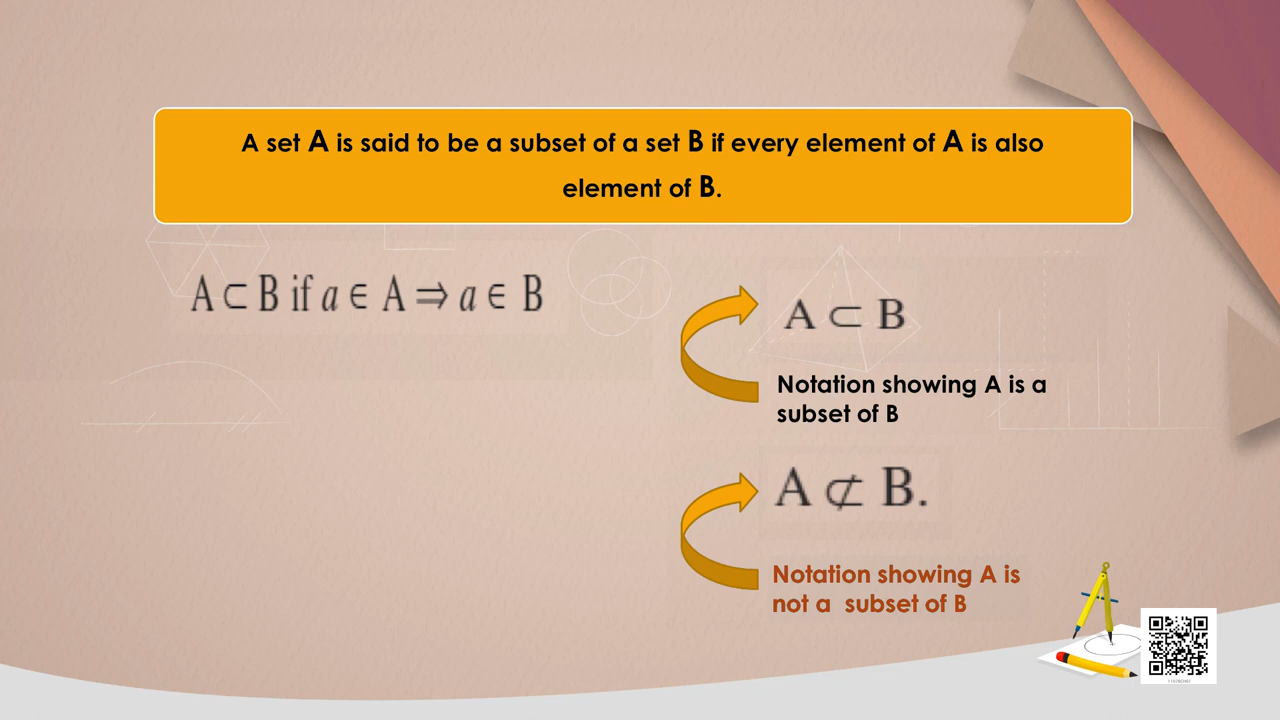 A set A is said to be a subset of a set B if every element of A is also
element of B.
A ⊂ B if a ∈ A ⇒ a ∈ B
A ⊂ B
Notation showing A is a
subset of B
A ⊄ B.
Notation showing A is
not a subset of B